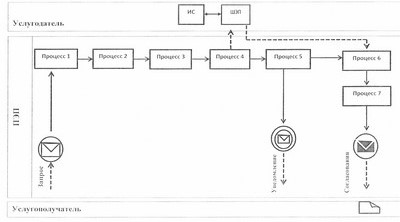 ИС ШЭП
Услугодатель
Процесс 1 Процесс 2 Процесс 3 Процесс 4 Процесс 5 Процесс 6
Процесс 7
ПЭП
Запрос
Уведомление
Согласования
Услугополучатель